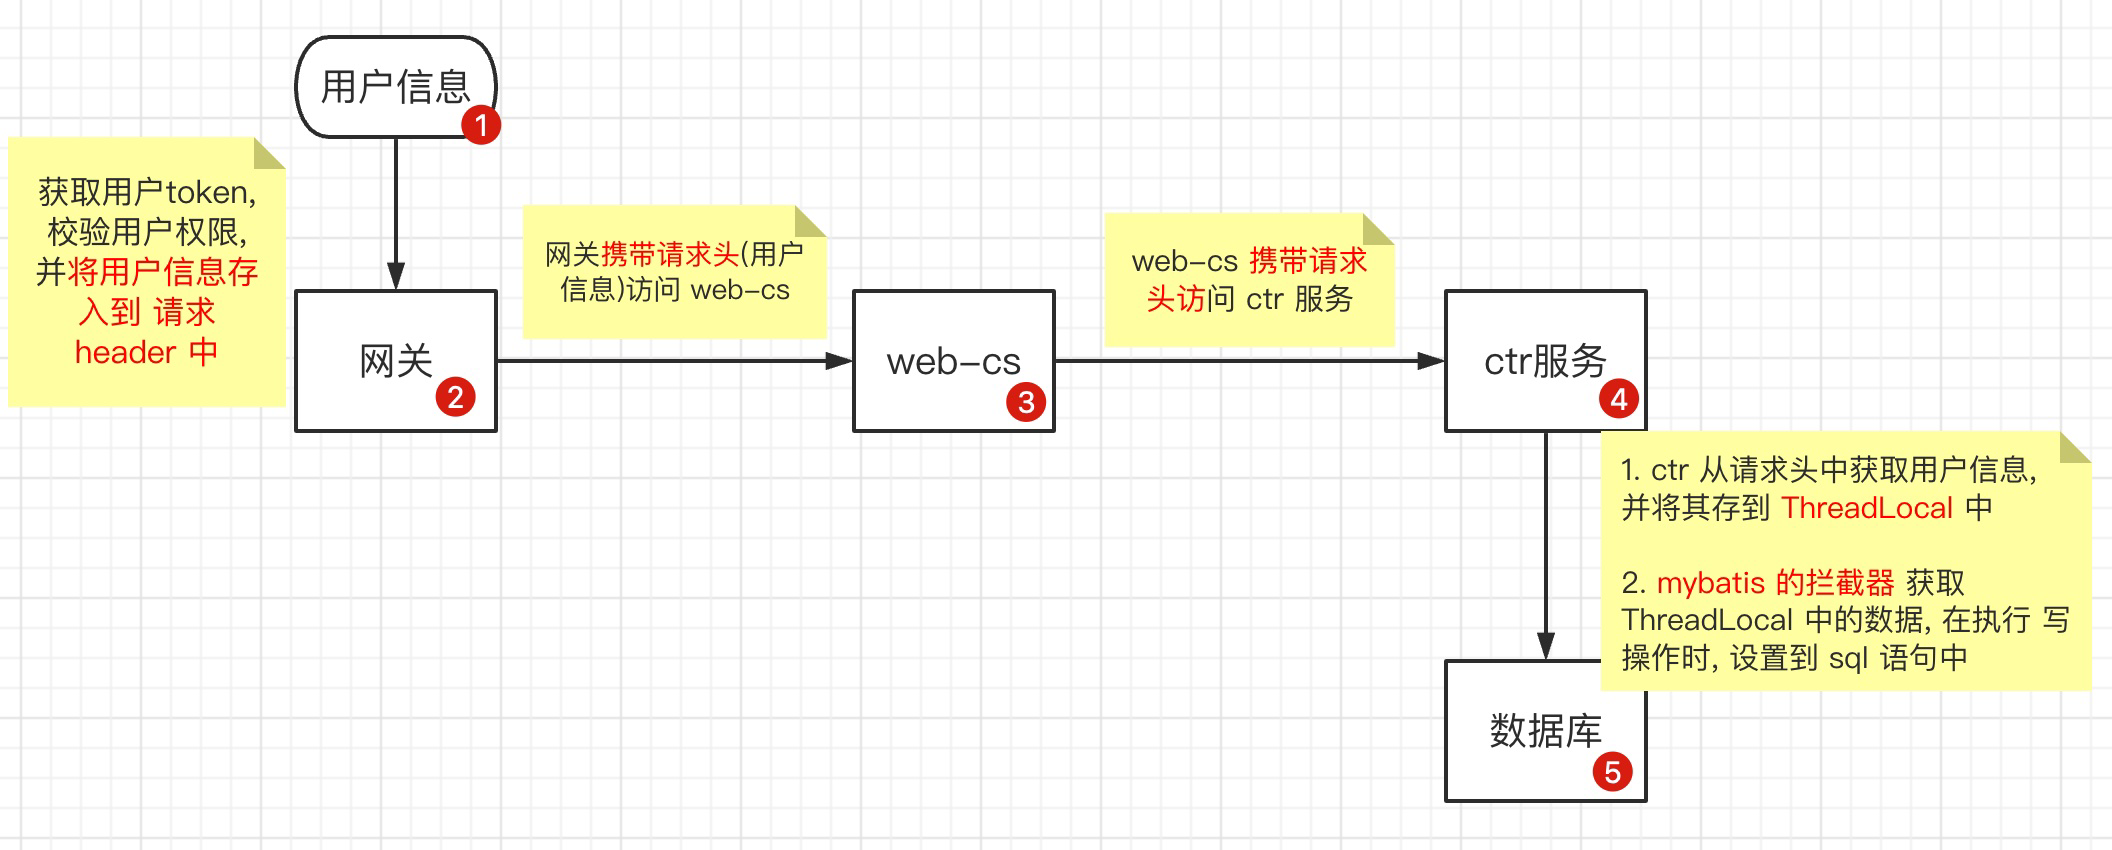 用户信息
1
获取用户token,
校验用户权限,
并将用户信息存
入到 请求
header 中
网关
2
网关携带请求头(用户
信息)访问 web-cs
web-cs
3
web-cs 携带请求
头访问 ctr 服务
ctr服务
4
1. ctr 从请求头中获取用户信息,
并将其存到 ThreadLocal 中
2. mybatis 的拦截器 获取
ThreadLocal 中的数据, 在执行 写
操作时, 设置到 sql 语句中
数据库
5